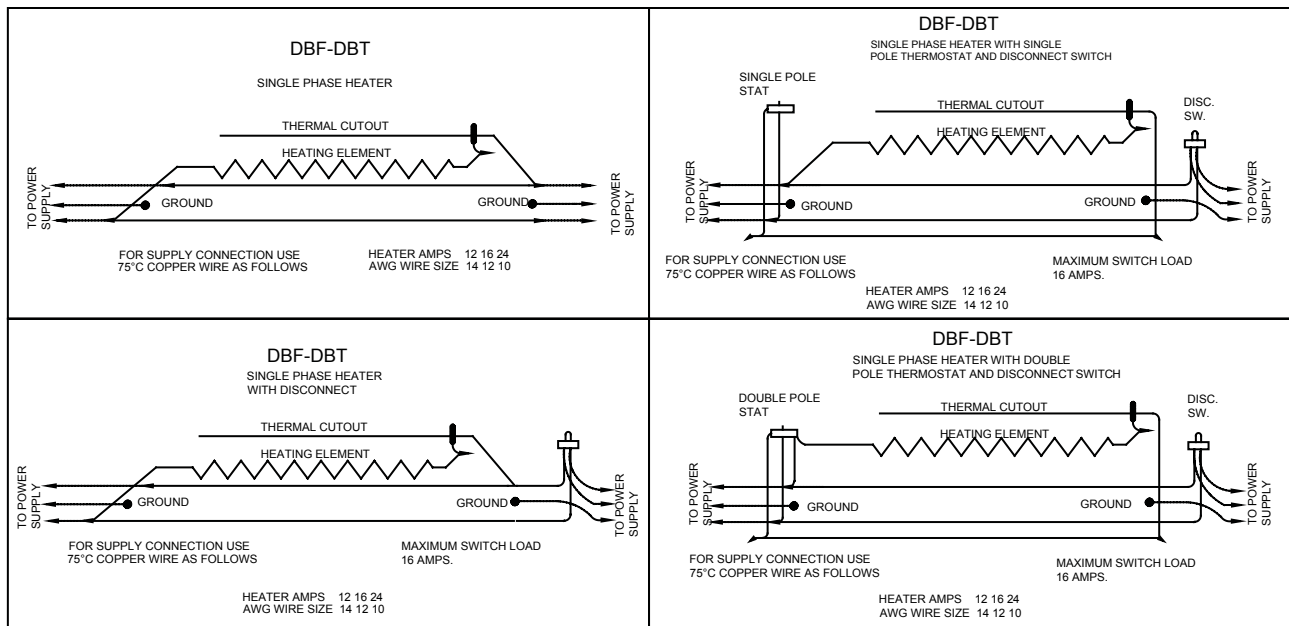 DBF-DBT
SINGLE PHASE HEATER
THERMAL CUTOUT
HEATING ELEMENT
TO POWER
SUPPLY
GROUND
GROUND
TO POWER
SUPPLY
FOR SUPPLY CONNECTION USE
75°C COPPER WIRE AS FOLLOWS
HEATER AMPS 12 16 24
AWG WIRE SIZE 14 12 10
DBF-DBT
SINGLE PHASE HEATER WITH SINGLE
POLE THERMOSTAT AND DISCONNECT SWITCH
SINGLE POLE
STAT
THERMAL CUTOUT
DISC.
SW.
HEATING ELEMENT
TO POWER
SUPPLY
GROUND
GROUND
TO POWER
SUPPLY
FOR SUPPLY CONNECTION USE
75°C COPPER WIRE AS FOLLOWS
MAXIMUM SWITCH LOAD
16 AMPS.
HEATER AMPS 12 16 24
AWG WIRE SIZE 14 12 10
DBF-DBT
SINGLE PHASE HEATER
WITH DISCONNECT
THERMAL CUTOUT
HEATING ELEMENT
TO POWER
SUPPLY
GROUND
GROUND
TO POWER
SUPPLY
FOR SUPPLY CONNECTION USE
75°C COPPER WIRE AS FOLLOWS
MAXIMUM SWITCH LOAD
16 AMPS.
HEATER AMPS 12 16 24
AWG WIRE SIZE 14 12 10
DBF-DBT
SINGLE PHASE HEATER WITH DOUBLE
POLE THERMOSTAT AND DISCONNECT SWITCH
DOUBLE POLE
STAT
THERMAL CUTOUT
DISC.
SW.
HEATING ELEMENT
TO POWER
SUPPLY
GROUND
GROUND
TO POWER
SUPPLY
FOR SUPPLY CONNECTION USE
75°C COPPER WIRE AS FOLLOWS
MAXIMUM SWITCH LOAD
16 AMPS.
HEATER AMPS 12 16 24
AWG WIRE SIZE 14 12 10